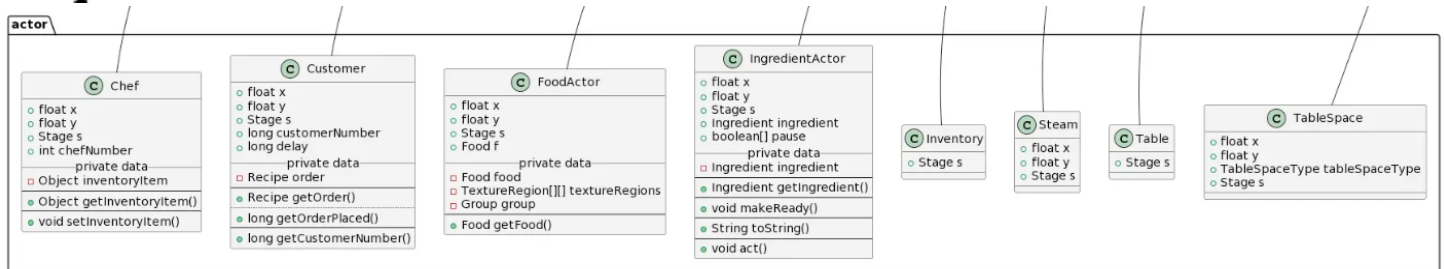 actor
C Chef
float x
float y
Stage s
int chefNumber
private data
Object inventoryItem
Object getInventoryItem()
void setInventoryItem()
C Customer
float x
float y
Stage s
long customerNumber
long delay
private data
Recipe order
Recipe getOrder()
long getOrderPlaced()
long getCustomerNumber()
C FoodActor
float x
float y
Stage s
Food f
private data
Food food
TextureRegion[][] textureRegions
Group group
Food getFood()
C IngredientActor
float x
float y
Stage s
Ingredient ingredient
boolean[] pause
private data
Ingredient ingredient
Ingredient getIngredient()
void makeReady()
String toString()
void act()
C Inventory
Stage s
C Steam
float x
float y
Stage s
C Table
Stage s
C TableSpace
float x
float y
TableSpaceType tableSpaceType
Stage s